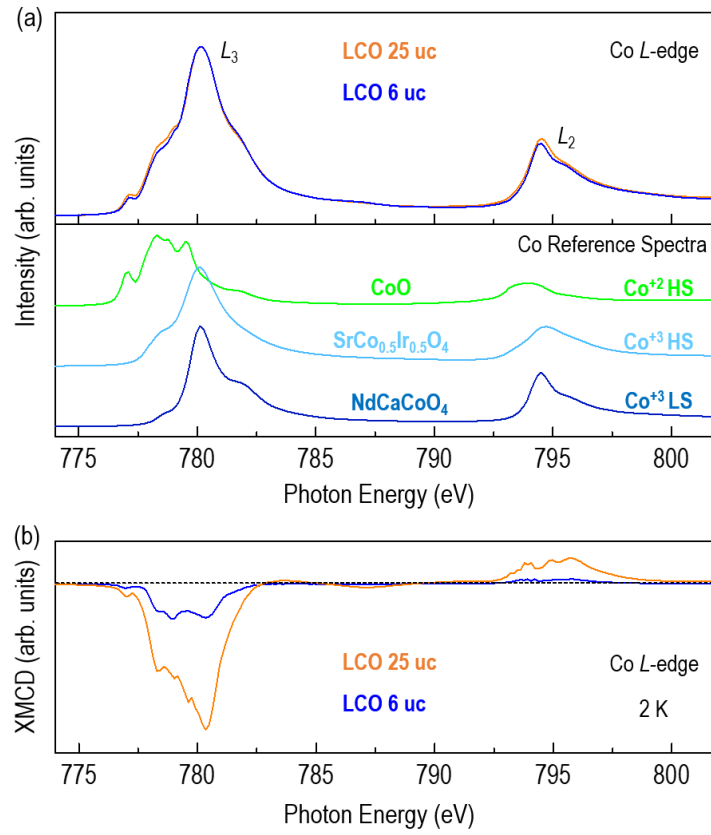 (a)
LCO 25 uc
LCO 6 uc
L3
L2
Co L-edge
Co Reference Spectra
CoO
Co+2 HS
SrCo0.5Ir0.5O4
Co+3 HS
NdCaCoO4
Co+3 LS
Intensity (arb. units)
775 780 785 790 795 800
Photon Energy (eV)
(b)
XMCD (arb. units)
LCO 25 uc
LCO 6 uc
Co L-edge
2 K
775 780 785 790 795 800
Photon Energy (eV)